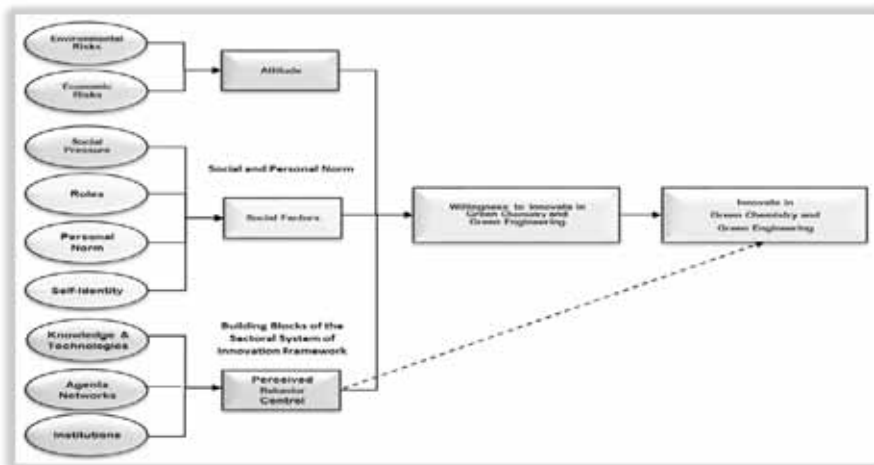 Environmental
Risks
Economic
Risks
Attitude
Social
Pressure
Roles
Personal
Norm
Self-Identity
Social and Personal Norm
Social Factors
Willingness to Innovate in
Green Chemistry and
Green Engineering
Innovate in
Green Chemistry and
Green Engineering
Knowledge &
Technologies
Agents
Networks
Institutions
Building Blocks of the
Sectoral System of
Innovation Framework
Perceived
Behavior
Control